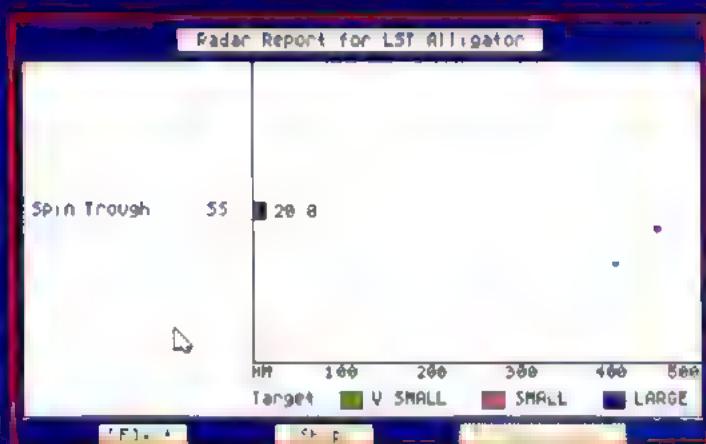 Radar Report for LST Alligator
Spin Trough 55 20 0
NM 100 200 300 400 500
Target V SMALL SMALL LARGE